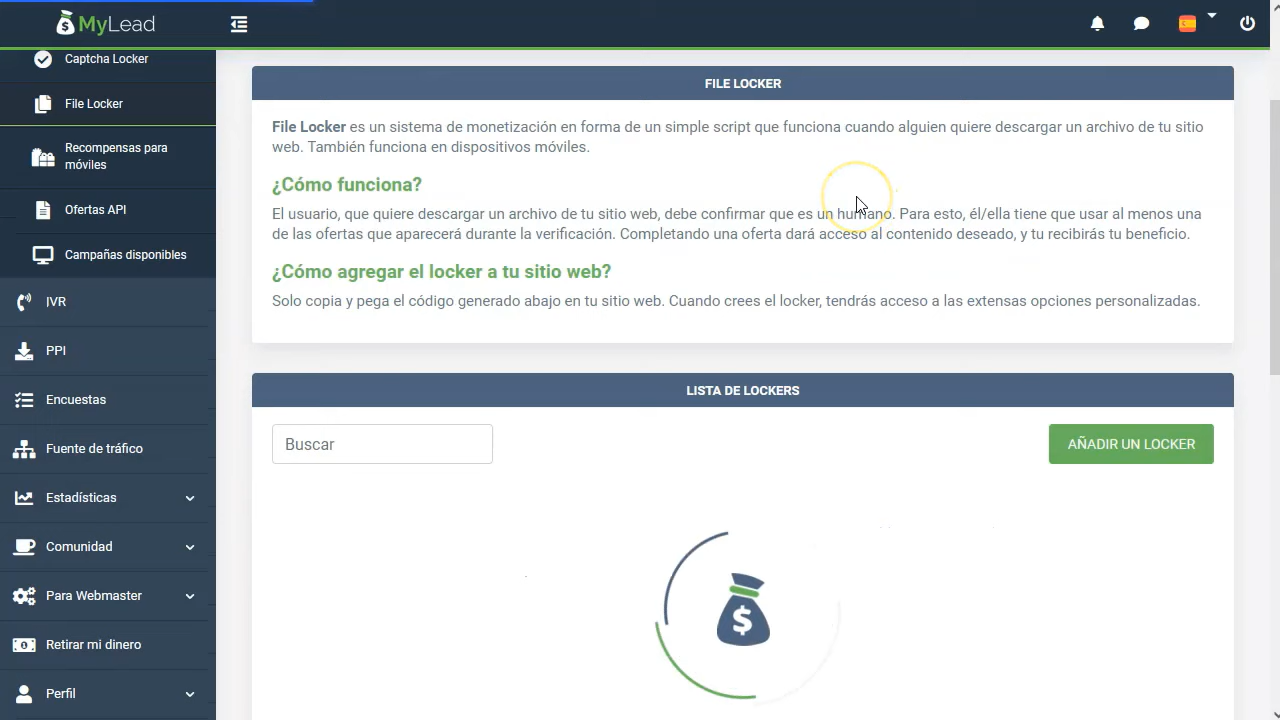 MyLead
Captcha Locker
File Locker
Recompensas para
móviles
Ofertas API
Campañas disponibles
IVR
PPI
Encuestas
Fuente de tráfico
Estadísticas
Comunidad
Para Webmaster
Retirar mi dinero
Perfil
FILE LOCKER
File Locker es un sistema de monetización en forma de un simple script que funciona cuando alguien quiere descargar un archivo de tu sitio
web. También funciona en dispositivos móviles.
¿Cómo funciona?
El usuario, que quiere descargar un archivo de tu sitio web, debe confirmar que es un humano. Para esto, él/ella tiene que usar al menos una
de las ofertas que aparecerá durante la verificación. Completando una oferta dará acceso al contenido deseado, y tu recibirás tu beneficio.
¿Cómo agregar el locker a tu sitio web?
Solo copia y pega el código generado abajo en tu sitio web. Cuando crees el locker, tendrás acceso a las extensas opciones personalizadas.
LISTA DE LOCKERS
Buscar
AÑADIR UN LOCKER